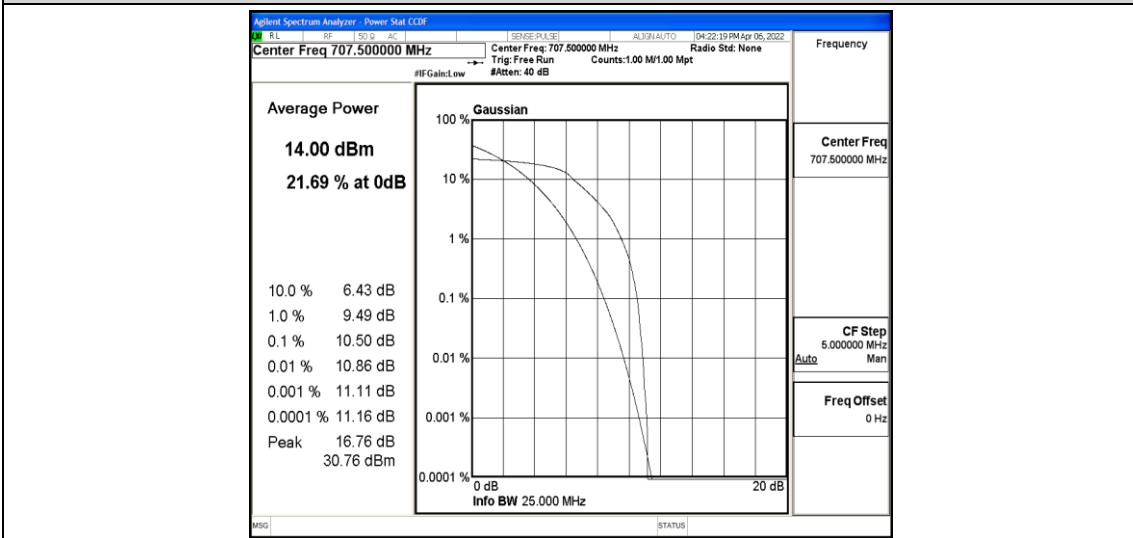 Agilent Spectrum Analyzer - Power Stat CCDF
LXI RL RF 50 Ω AC SENSE:PULSE ALIGN AUTO 04:22:19 PM Apr 06, 2022
Center Freq 707.500000 MHz
Center Freq: 707.500000 MHz Radio Std: None
Trig: Free Run Counts:1.00 M/1.00 Mpt
#IFGain:Low #Atten: 40 dB
Frequency
Average Power
14.00 dBm
21.69 % at 0dB
10.0 % 6.43 dB
1.0 % 9.49 dB
0.1 % 10.50 dB
0.01 % 10.86 dB
0.001 % 11.11 dB
0.0001 % 11.16 dB
Peak 16.76 dB
30.76 dBm
Gaussian
100 %
10 %
1 %
0.1 %
0.01 %
0.001 %
0.0001 %
0 dB 20 dB
Info BW 25.000 MHz
Center Freq
707.500000 MHz
CF Step
5.000000 MHz
Auto Man
Freq Offset
0 Hz
MSG STATUS